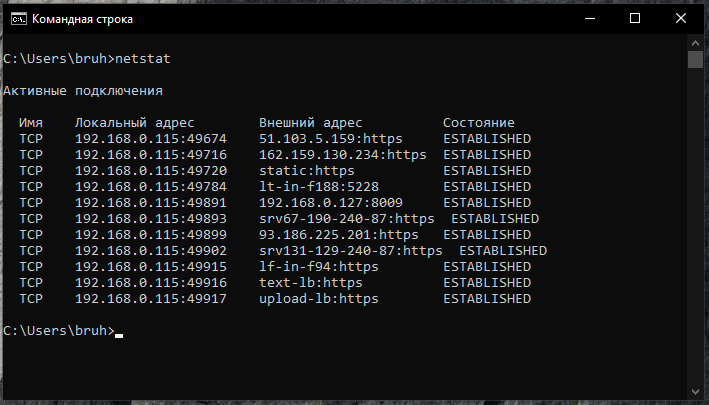 Командная строка
C:\Users\bruh>netstat
Активные подключения
Имя    Локальный адрес        Внешний адрес          Состояние
TCP    192.168.0.115:49674    51.103.5.159:https     ESTABLISHED
TCP    192.168.0.115:49716    162.159.130.234:https  ESTABLISHED
TCP    192.168.0.115:49720    static:https           ESTABLISHED
TCP    192.168.0.115:49784    lt-in-f188:5228        ESTABLISHED
TCP    192.168.0.115:49891    192.168.0.127:8009     ESTABLISHED
TCP    192.168.0.115:49893    srv67-190-240-87:https  ESTABLISHED
TCP    192.168.0.115:49899    93.186.225.201:https   ESTABLISHED
TCP    192.168.0.115:49902    srv131-129-240-87:https  ESTABLISHED
TCP    192.168.0.115:49915    lf-in-f94:https        ESTABLISHED
TCP    192.168.0.115:49916    text-lb:https          ESTABLISHED
TCP    192.168.0.115:49917    upload-lb:https        ESTABLISHED
C:\Users\bruh>